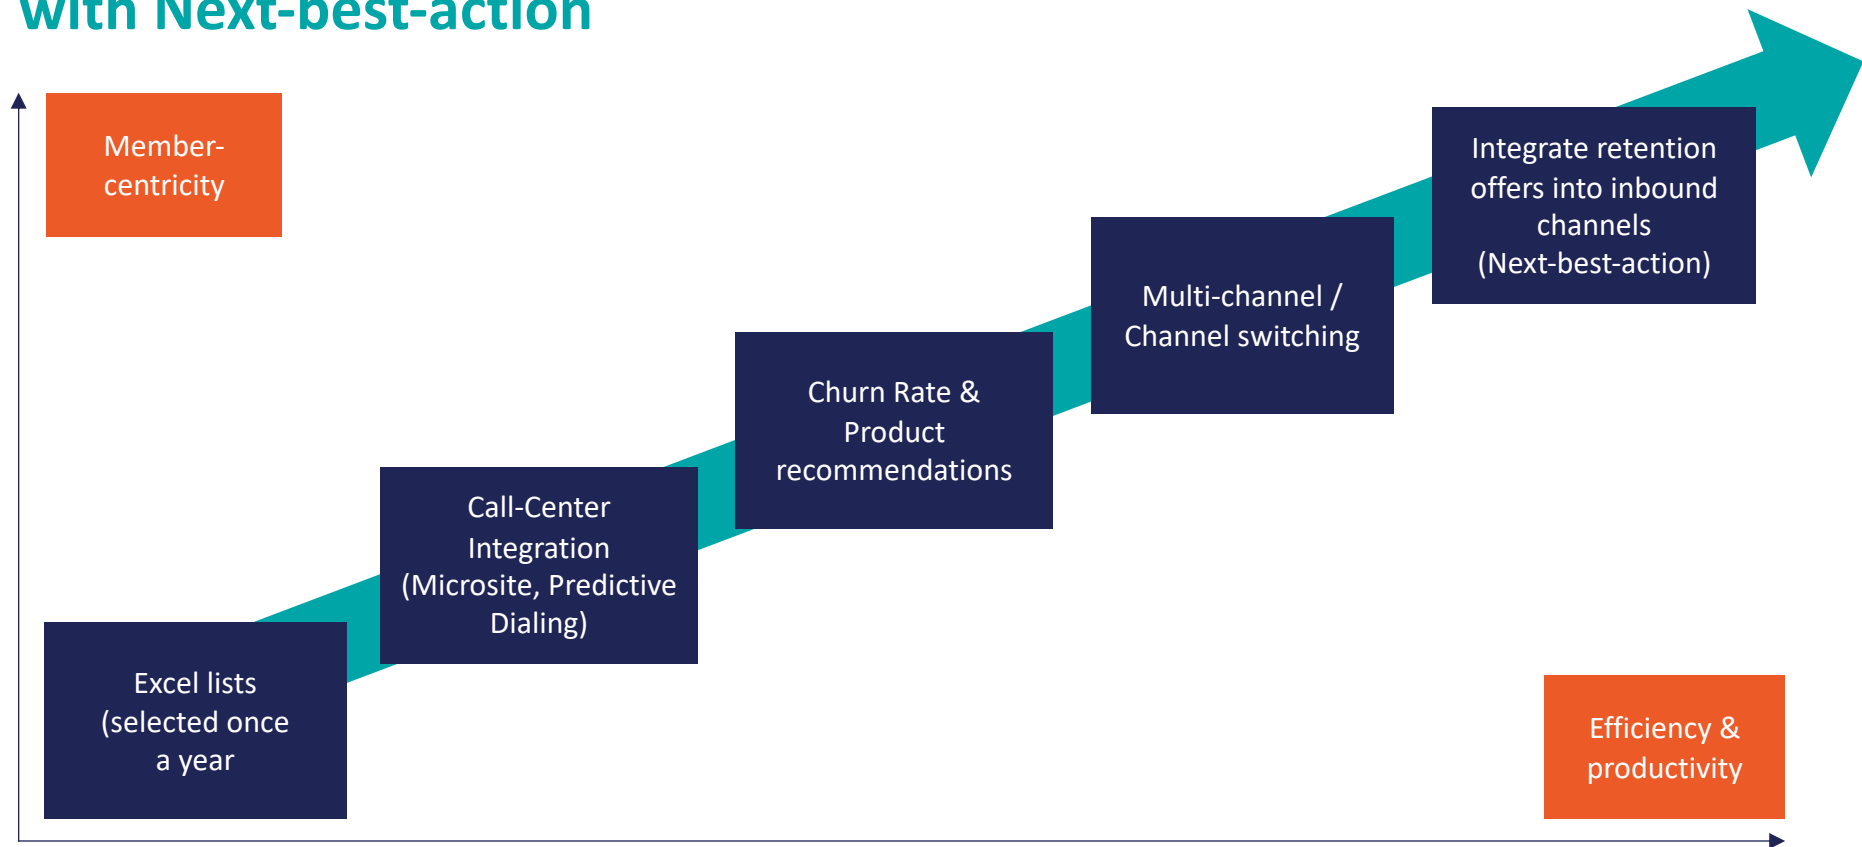 with Next-best-action
Member-
centricity
Integrate retention
offers into inbound
channels
(Next-best-action)
Multi-channel /
Channel switching
Churn Rate &
Product
recommendations
Call-Center
Integration
(Microsite, Predictive
Dialing)
Excel lists
(selected once
a year
Efficiency &
productivity